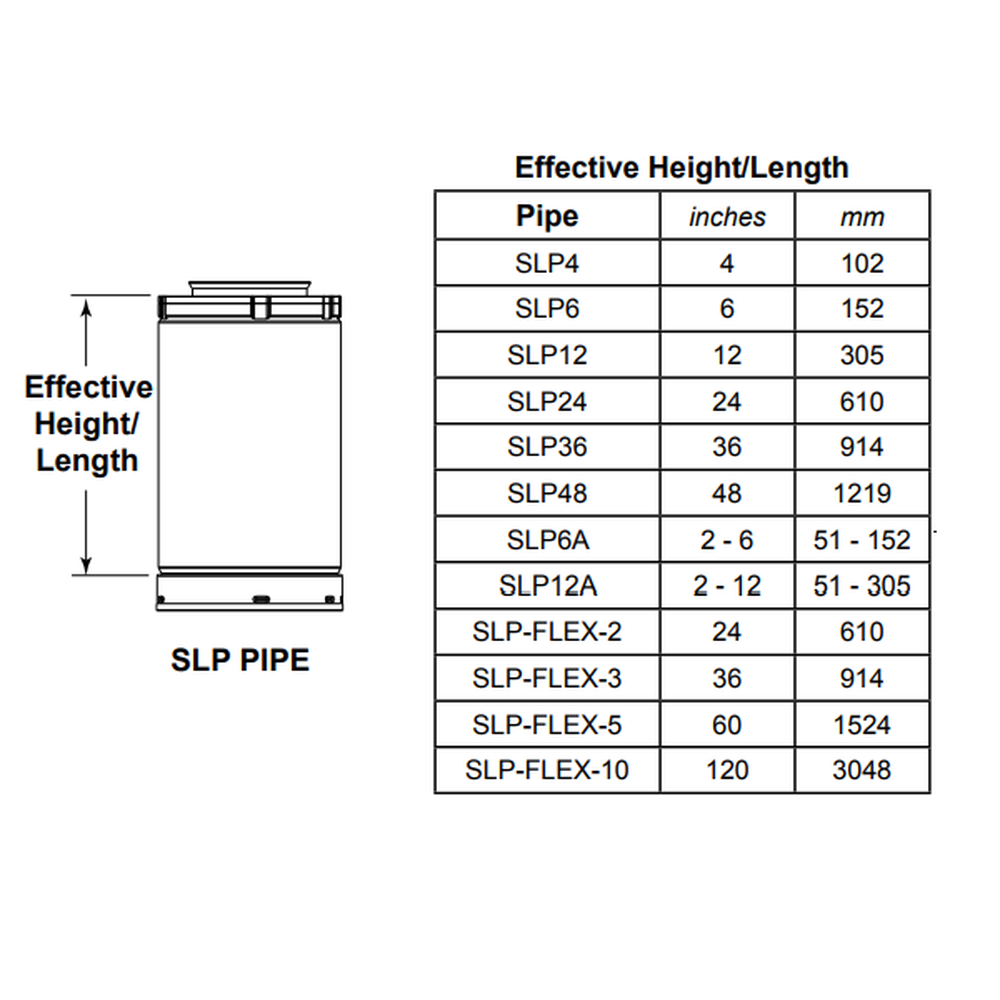 Effective Height/Length
Pipe inches mm
SLP4 4 102
SLP6 6 152
SLP12 12 305
SLP24 24 610
SLP36 36 914
SLP48 48 1219
SLP6A 2 - 6 51 - 152
SLP12A 2 - 12 51 - 305
SLP-FLEX-2 24 610
SLP-FLEX-3 36 914
SLP-FLEX-5 60 1524
SLP-FLEX-10 120 3048
Effective
Height/
Length
SLP PIPE